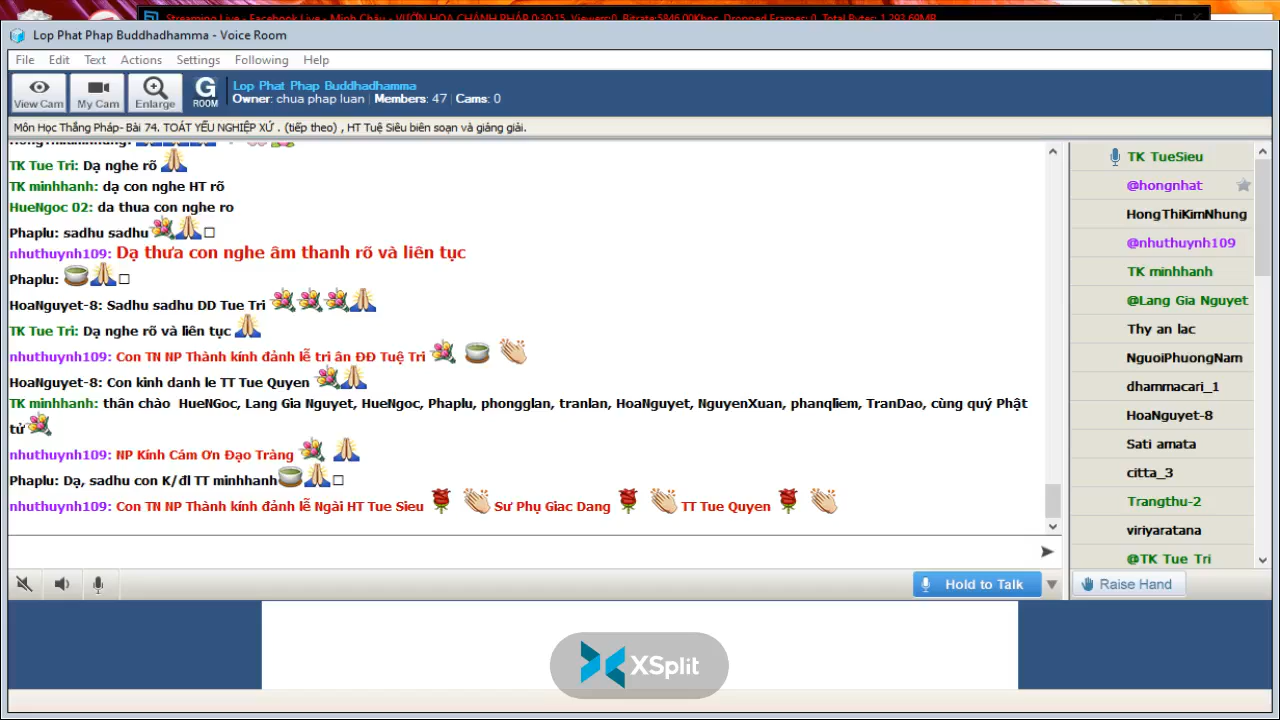 Streaming Live - Facebook Live - Minh Châu - VƯỜN HOA CHÁNH PHÁP 0:30:15, Viewers:0, Bitrate:5846.00Kbps, Dropped Frames: 0, Total Bytes: 1,293.69MB
Lop Phat Phap Buddhadhamma - Voice Room
File Edit Text Actions Settings Following Help
View Cam My Cam Enlarge G ROOM
Lop Phat Phap Buddhadhamma
Owner: chua phap luan | Members: 47 | Cams: 0
Môn Học Thắng Pháp- Bài 74. TOÁT YẾU NGHIỆP XỨ . (tiếp theo) , HT Tuệ Siêu biên soạn và giảng giải.
HongThiKimNhung:
TK Tue Tri: Dạ nghe rõ
TK minhhanh: dạ con nghe HT rõ
HueNgoc 02: da thua con nghe ro
Phaplu: sadhu sadhu
nhuthuynh109: Dạ thưa con nghe âm thanh rõ và liên tục
Phaplu:
HoaNguyet-8: Sadhu sadhu DD Tue Tri
TK Tue Tri: Dạ nghe rõ và liên tục
nhuthuynh109: Con TN NP Thành kính đảnh lễ tri ân ĐĐ Tuệ Tri
HoaNguyet-8: Con kinh danh le TT Tue Quyen
TK minhhanh: thân chào HueNGoc, Lang Gia Nguyet, HueNgoc, Phaplu, phongglan, tranlan, HoaNguyet, NguyenXuan, phanqliem, TranDao, cùng quý Phật
tử
nhuthuynh109: NP Kính Cám Ơn Đạo Tràng
Phaplu: Dạ, sadhu con K/đl TT minhhanh
nhuthuynh109: Con TN NP Thành kính đảnh lễ Ngài HT Tue Sieu Sư Phụ Giac Dang TT Tue Quyen
Hold to Talk
TK TueSieu
@hongnhat
HongThiKimNhung
@nhuthuynh109
TK minhhanh
@Lang Gia Nguyet
Thy an lac
NguoiPhuongNam
dhammacari_1
HoaNguyet-8
Sati amata
citta_3
Trangthu-2
viriyaratana
@TK Tue Tri
Raise Hand
XSplit